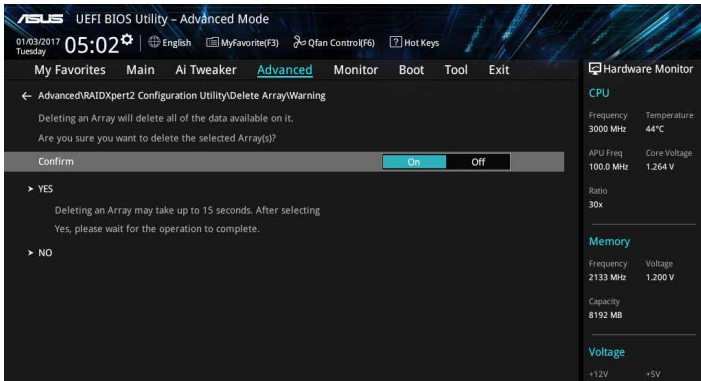 ASUS UEFI BIOS Utility – Advanced Mode
01/03/2017 Tuesday 05:02 English MyFavorite(F3) Qfan Control(F6) ? Hot Keys
My Favorites Main Ai Tweaker Advanced Monitor Boot Tool Exit
← Advanced\RAIDXpert2 Configuration Utility\Delete Array\Warning
Deleting an Array will delete all of the data available on it.
Are you sure you want to delete the selected Array(s)?
Confirm On Off
> YES
Deleting an Array may take up to 15 seconds. After selecting
Yes, please wait for the operation to complete.
> NO
Hardware Monitor
CPU
Frequency Temperature
3000 MHz 44°C
APU Freq Core Voltage
100.0 MHz 1.264 V
Ratio
30x
Memory
Frequency Voltage
2133 MHz 1.200 V
Capacity
8192 MB
Voltage
+12V +5V